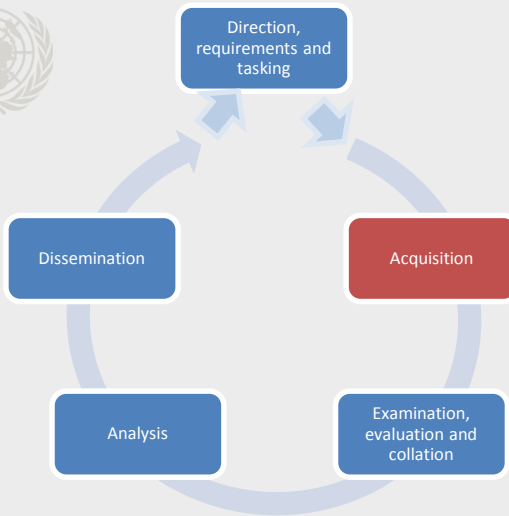 Direction,
requirements and
tasking
Acquisition
Examination,
evaluation and
collation
Analysis
Dissemination